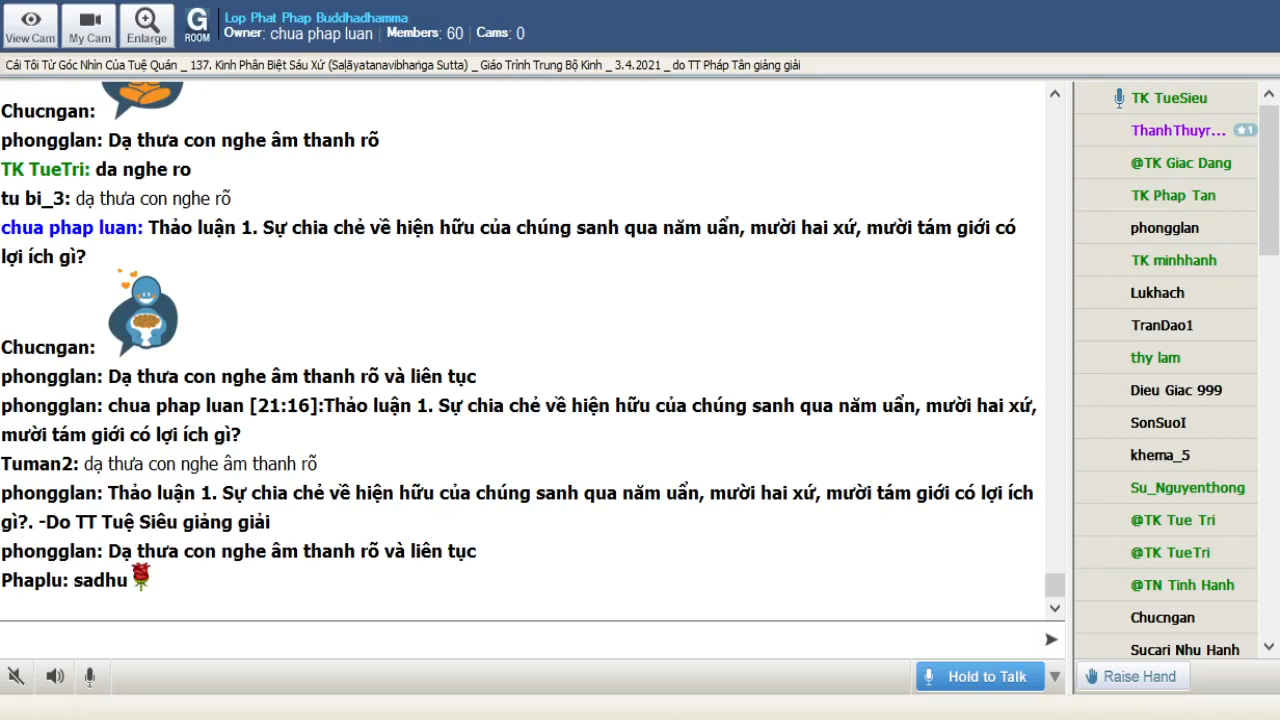 View Cam
My Cam
Enlarge
G
ROOM
Lop Phat Phap Buddhadhamma
Owner: chua phap luan | Members: 60 | Cams: 0
Cái Tôi Từ Góc Nhìn Của Tuệ Quán _ 137. Kinh Phân Biệt Sáu Xứ (Saḷāyatanavibhaṅga Sutta) _ Giáo Trình Trung Bộ Kinh _ 3.4.2021 _ do TT Pháp Tân giảng giải
Chucngan:
phongglan: Dạ thưa con nghe âm thanh rõ
TK TueTri: da nghe ro
tu bi_3: dạ thưa con nghe rõ
chua phap luan: Thảo luận 1. Sự chia chẻ về hiện hữu của chúng sanh qua năm uẩn, mười hai xứ, mười tám giới có
lợi ích gì?
Chucngan:
phongglan: Dạ thưa con nghe âm thanh rõ và liên tục
phongglan: chua phap luan [21:16]:Thảo luận 1. Sự chia chẻ về hiện hữu của chúng sanh qua năm uẩn, mười hai xứ,
mười tám giới có lợi ích gì?
Tuman2: dạ thưa con nghe âm thanh rõ
phongglan: Thảo luận 1. Sự chia chẻ về hiện hữu của chúng sanh qua năm uẩn, mười hai xứ, mười tám giới có lợi ích
gì?. -Do TT Tuệ Siêu giảng giải
phongglan: Dạ thưa con nghe âm thanh rõ và liên tục
Phaplu: sadhu
TK TueSieu
ThanhThuyr... 1
@TK Giac Dang
TK Phap Tan
phongglan
TK minhhanh
Lukhach
TranDao1
thy lam
Dieu Giac 999
SonSuoI
khema_5
Su_Nguyenthong
@TK Tue Tri
@TK TueTri
@TN Tinh Hanh
Chucngan
Sucari Nhu Hanh
Hold to Talk
Raise Hand